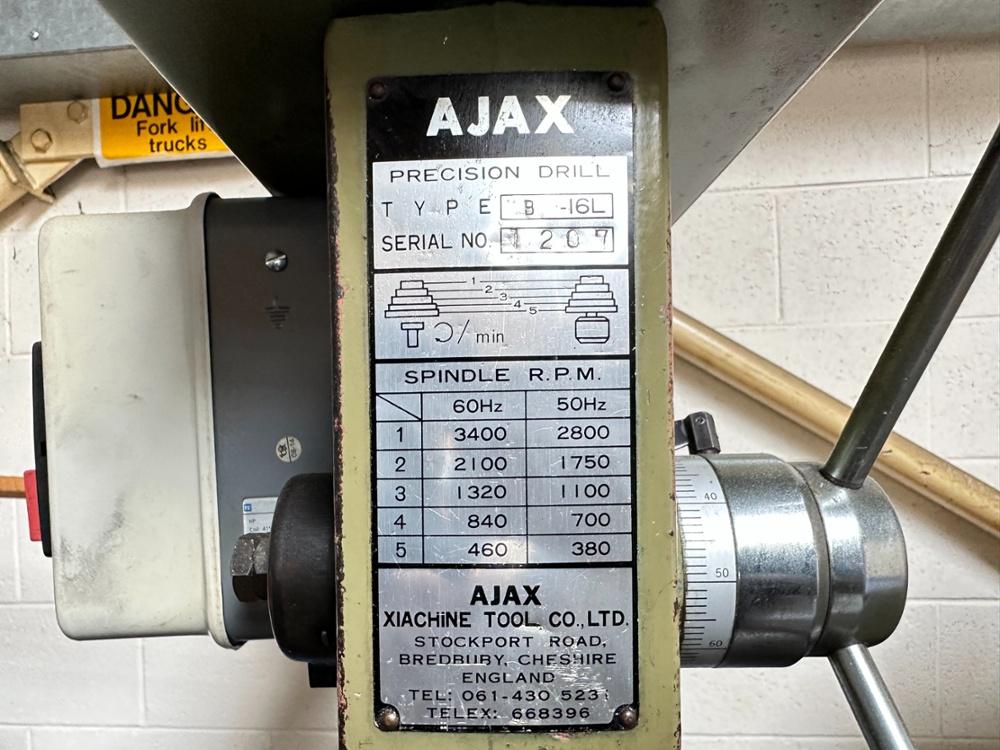 DANG
Fork lif
trucks
AJAX
PRECISION DRILL
TYPE B -16L
SERIAL NO. 1207
1
2
3
4
5
/min
SPINDLE R.P.M.
60Hz 50Hz
1 3400 2800
2 2100 1750
3 1320 1100
4 840 700
5 460 380
AJAX
XIACHiNE TOOL CO.,LTD.
STOCKPORT ROAD,
BREDBURY, CHESHIRE
ENGLAND
TEL: 061-430 5231
TELEX: 668396
40
50
60
HP